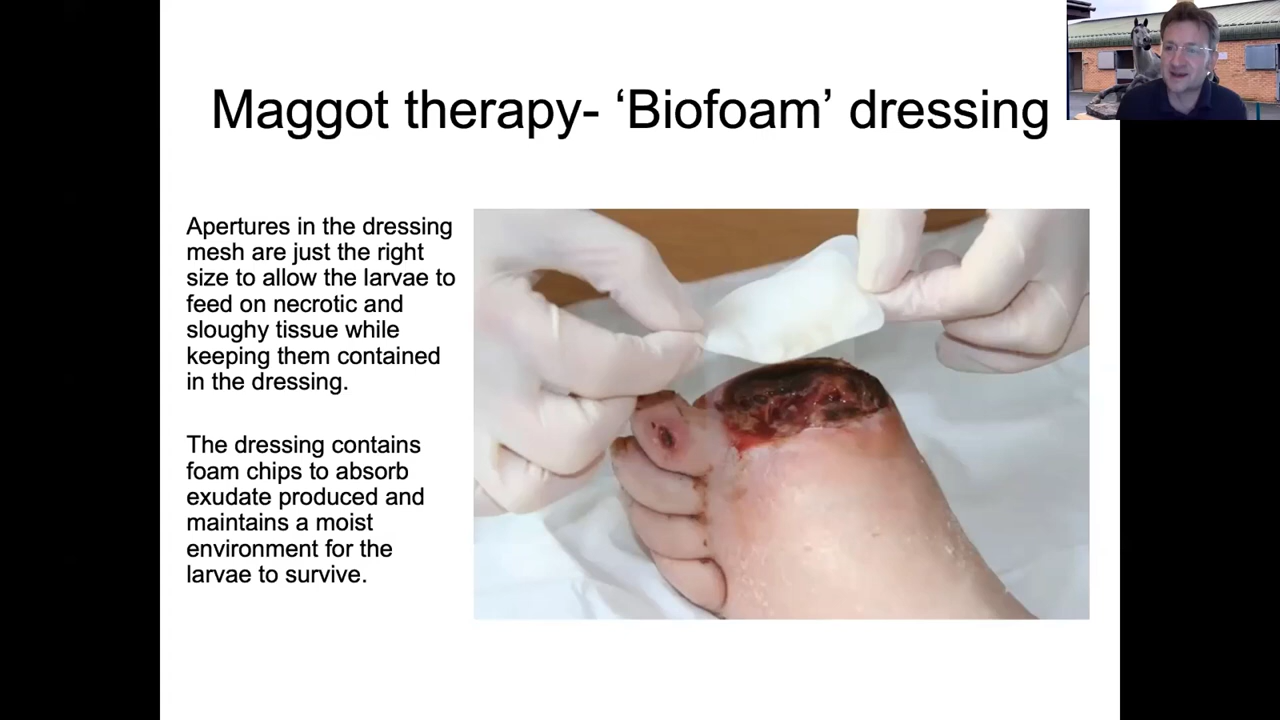 Maggot therapy- ‘Biofoam’ dressing
Apertures in the dressing
mesh are just the right
size to allow the larvae to
feed on necrotic and
sloughy tissue while
keeping them contained
in the dressing.
The dressing contains
foam chips to absorb
exudate produced and
maintains a moist
environment for the
larvae to survive.